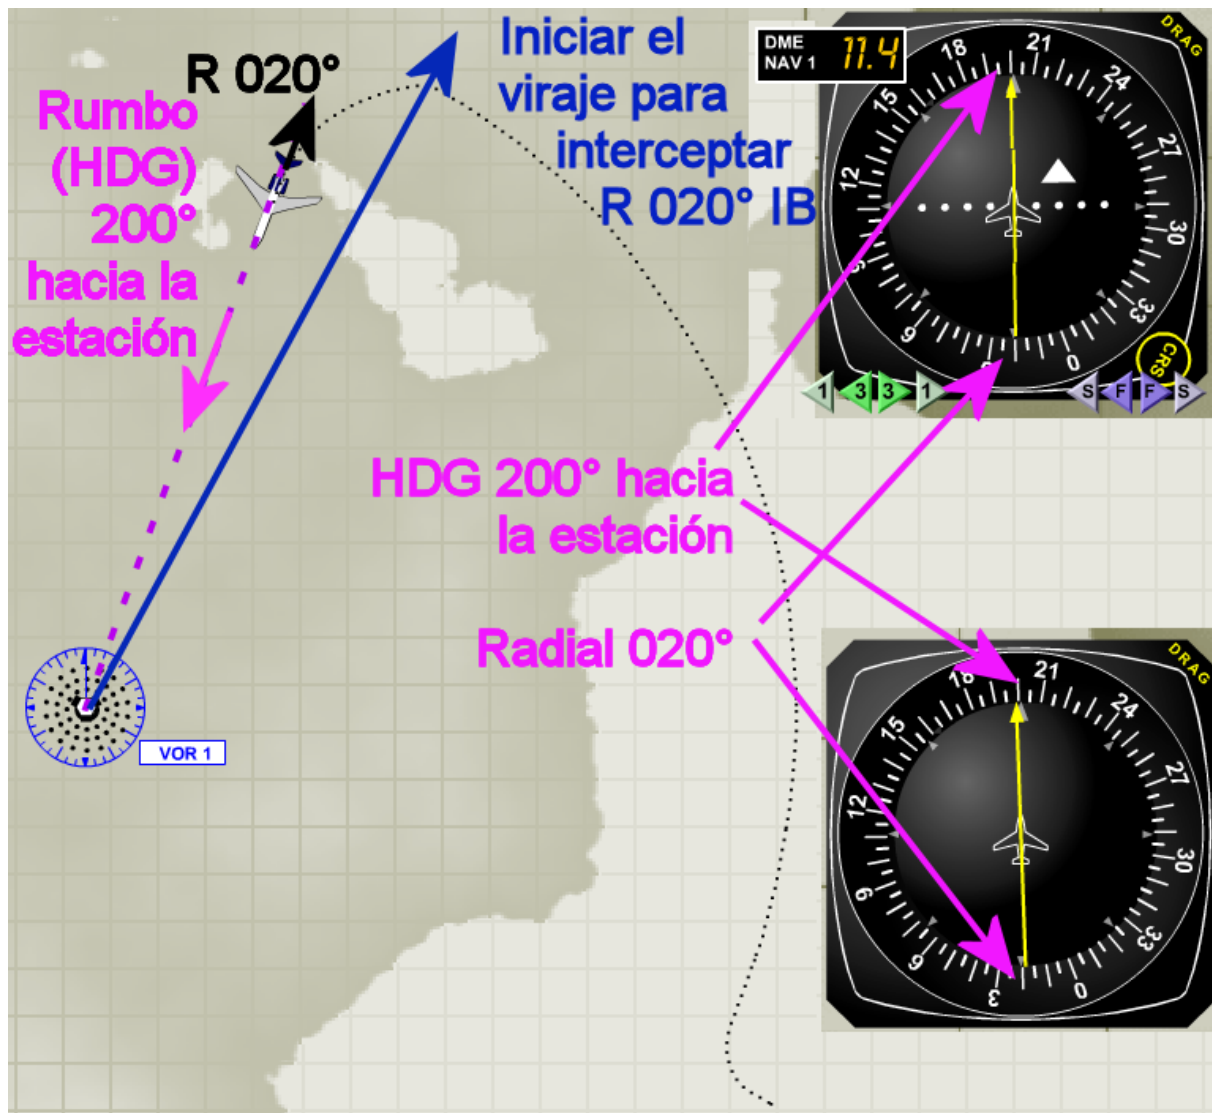 R 020°
Rumbo
(HDG)
200°
hacia la
estación
Iniciar el
viraje para
interceptar
R 020° IB
DME
NAV 1
11.4
DRAG
12
15
18
21
24
27
30
33
0
6
9
CRS
1
3
3
1
S
F
F
S
HDG 200° hacia
la estación
Radial 020°
VOR 1
DRAG
12
15
18
21
24
27
30
33
0
3
6
9